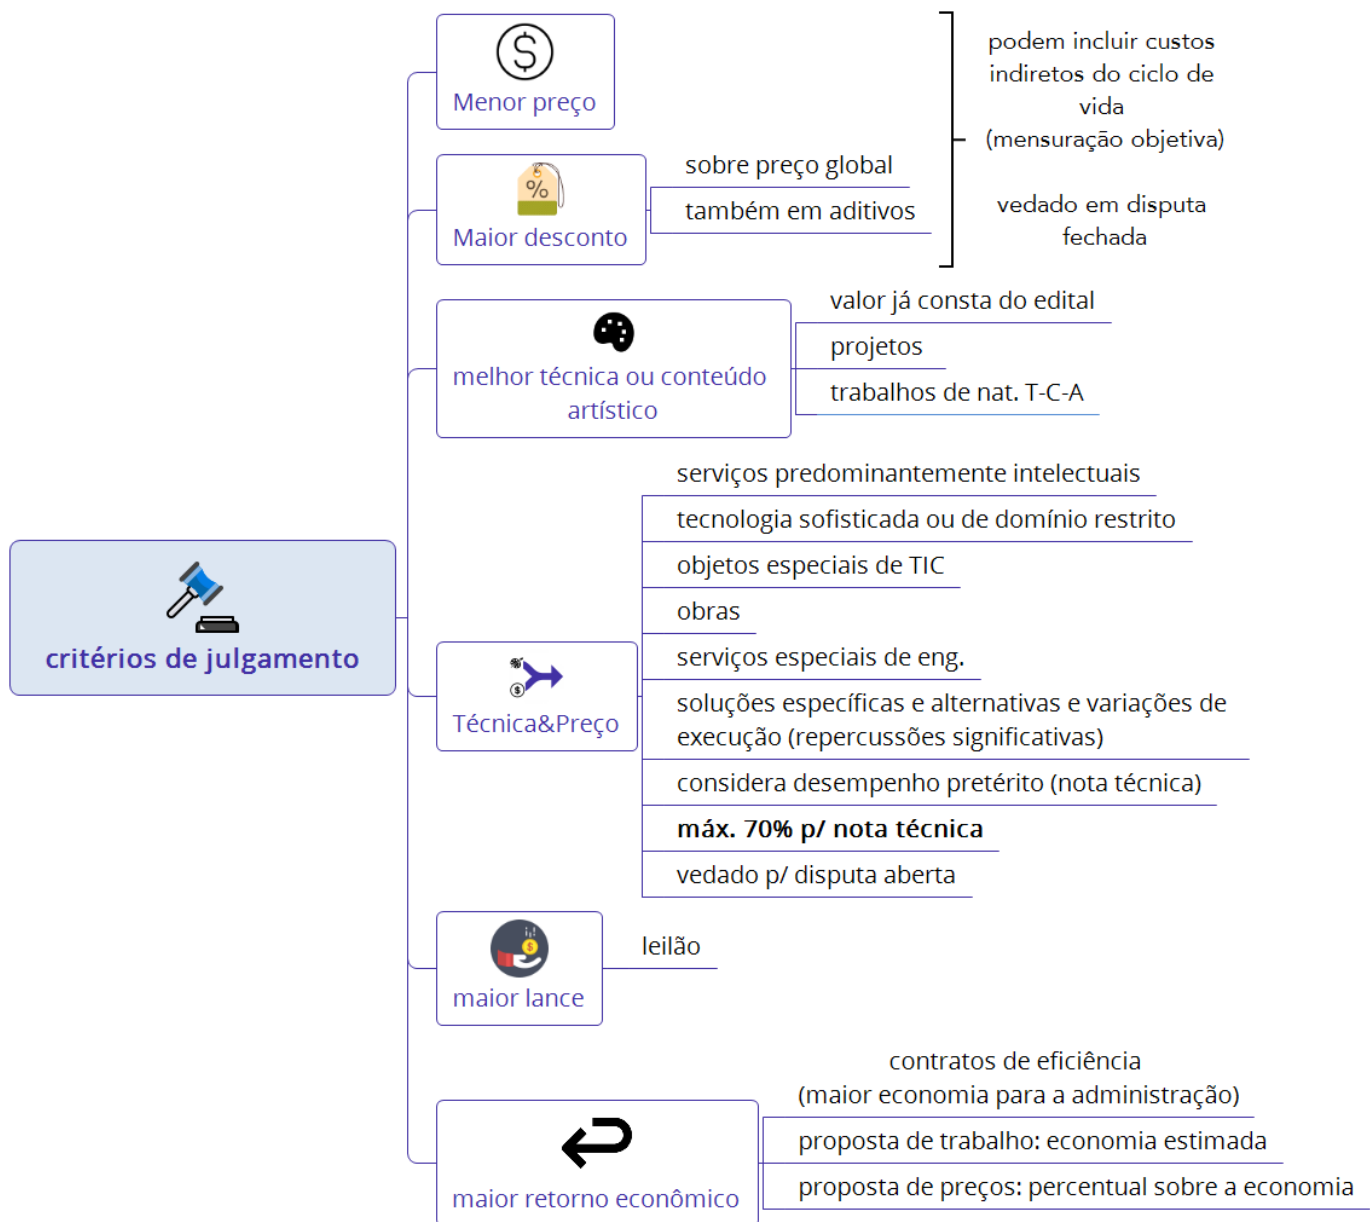 critérios de julgamento
Menor preço
Maior desconto
sobre preço global
também em aditivos
podem incluir custos
indiretos do ciclo de
vida
(mensuração objetiva)
vedado em disputa
fechada
melhor técnica ou conteúdo
artístico
valor já consta do edital
projetos
trabalhos de nat. T-C-A
Técnica&Preço
serviços predominantemente intelectuais
tecnologia sofisticada ou de domínio restrito
objetos especiais de TIC
obras
serviços especiais de eng.
soluções específicas e alternativas e variações de
execução (repercussões significativas)
considera desempenho pretérito (nota técnica)
máx. 70% p/ nota técnica
vedado p/ disputa aberta
maior lance
leilão
maior retorno econômico
contratos de eficiência
(maior economia para a administração)
proposta de trabalho: economia estimada
proposta de preços: percentual sobre a economia